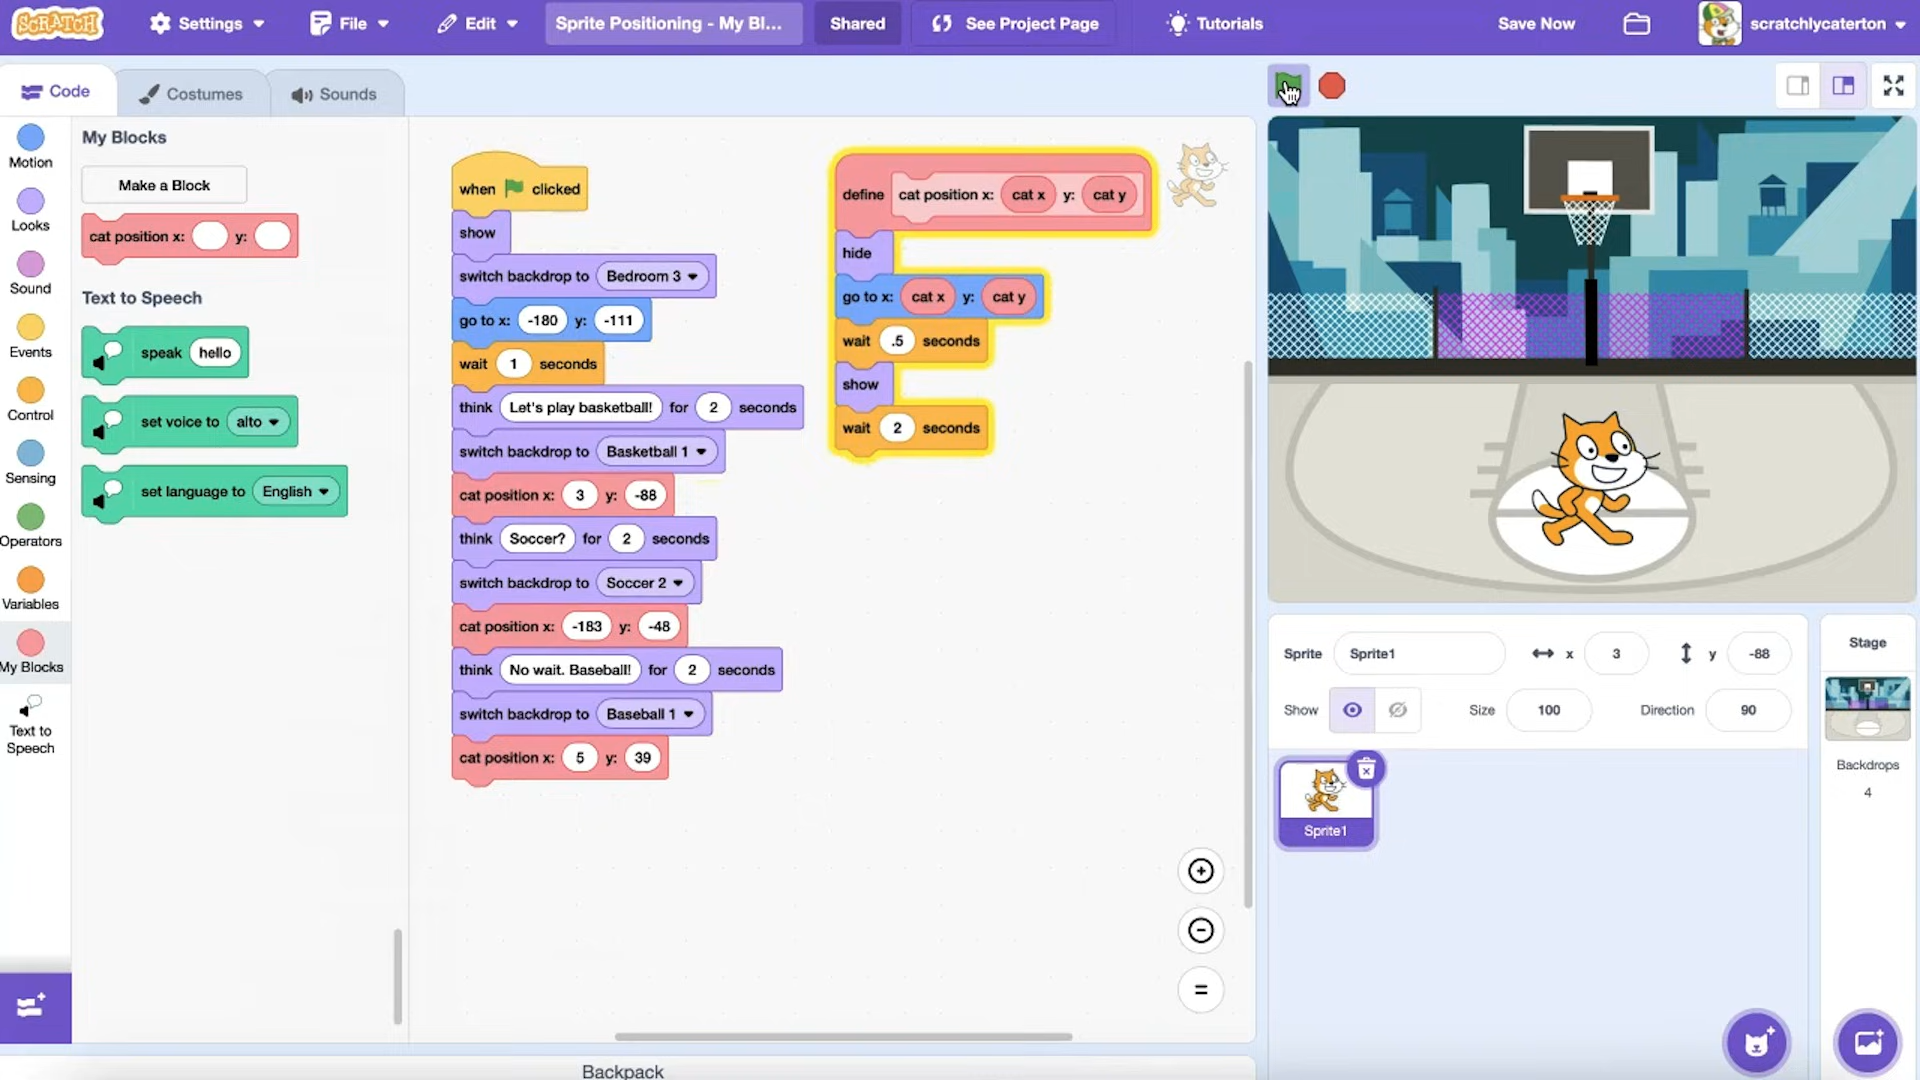 SCRATCH Settings File Edit Sprite Positioning - My Bl... Shared See Project Page Tutorials Save Now scratchlycaterton
Code Costumes Sounds
Motion
Looks
Sound
Events
Control
Sensing
Operators
Variables
My Blocks
Text to
Speech
My Blocks
Make a Block
cat position x: y:
Text to Speech
speak hello
set voice to alto
set language to English
when clicked
show
switch backdrop to Bedroom 3
go to x: -180 y: -111
wait 1 seconds
think Let's play basketball! for 2 seconds
switch backdrop to Basketball 1
cat position x: 3 y: -88
think Soccer? for 2 seconds
switch backdrop to Soccer 2
cat position x: -183 y: -48
think No wait. Baseball! for 2 seconds
switch backdrop to Baseball 1
cat position x: 5 y: 39
define cat position x: cat x y: cat y
hide
go to x: cat x y: cat y
wait .5 seconds
show
wait 2 seconds
Sprite Sprite1 x 3 y -88
Show Size 100 Direction 90
Sprite1
Stage
Backdrops
4
Backpack